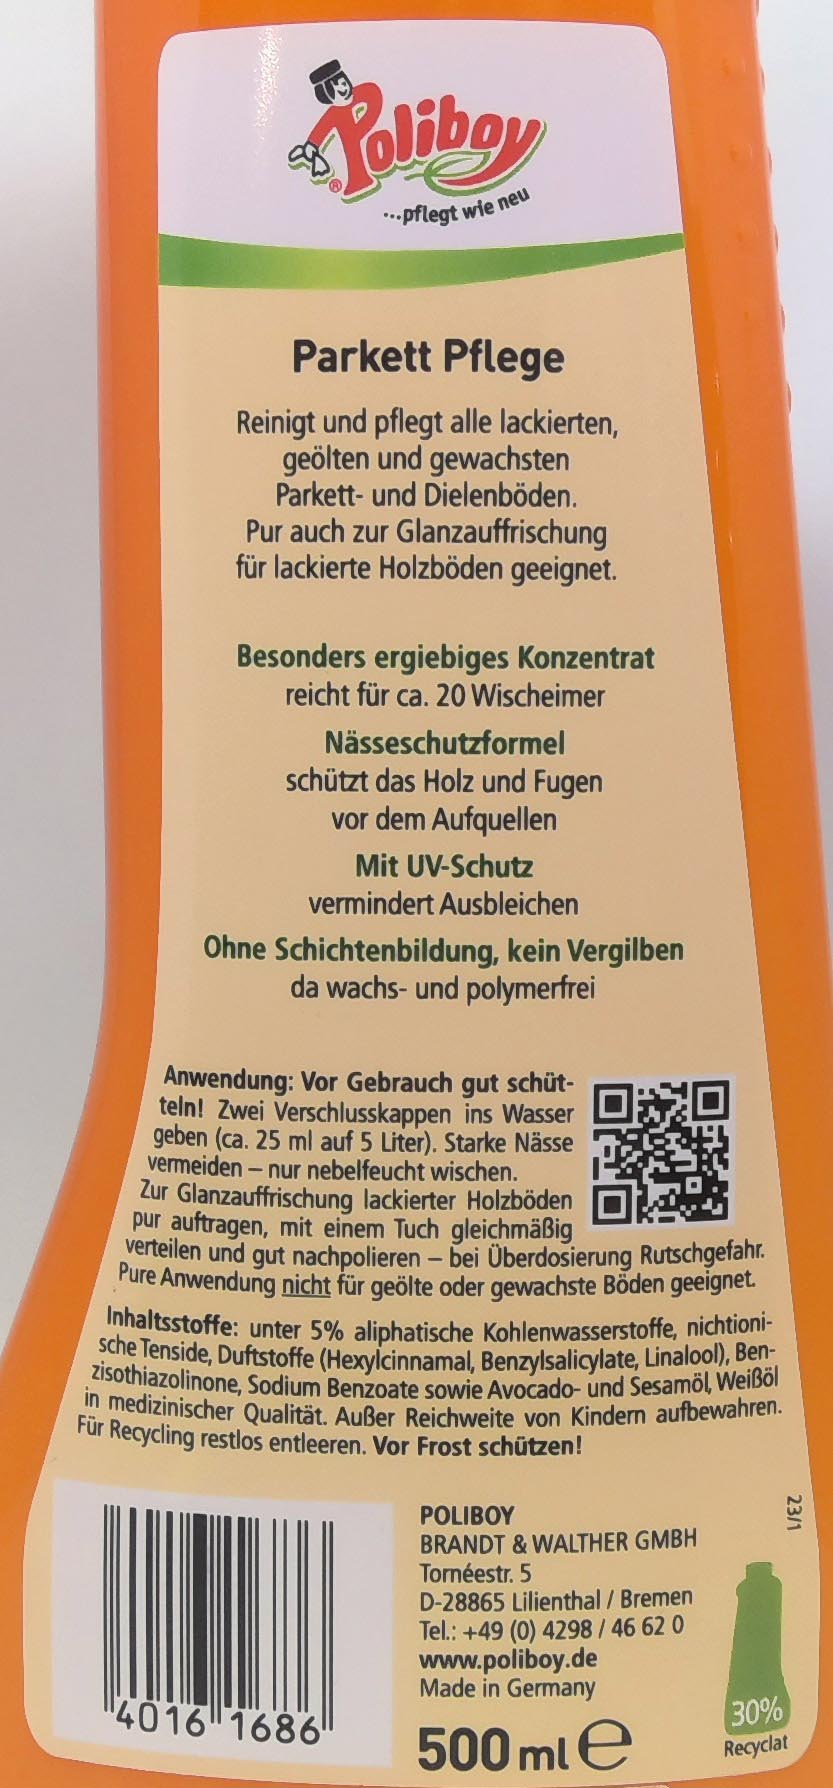 Poliboy
®
...pflegt wie neu
Parkett Pflege
Reinigt und pflegt alle lackierten,
geölten und gewachsten
Parkett- und Dielenböden.
Pur auch zur Glanzauffrischung
für lackierte Holzböden geeignet.
Besonders ergiebiges Konzentrat
reicht für ca. 20 Wischeimer
Nässeschutzformel
schützt das Holz und Fugen
vor dem Aufquellen
Mit UV-Schutz
vermindert Ausbleichen
Ohne Schichtenbildung, kein Vergilben
da wachs- und polymerfrei
Anwendung: Vor Gebrauch gut schüt-
teln! Zwei Verschlusskappen ins Wasser
geben (ca. 25 ml auf 5 Liter). Starke Nässe
vermeiden – nur nebelfeucht wischen.
Zur Glanzauffrischung lackierter Holzböden
pur auftragen, mit einem Tuch gleichmäßig
verteilen und gut nachpolieren – bei Überdosierung Rutschgefahr.
Pure Anwendung nicht für geölte oder gewachste Böden geeignet.
Inhaltsstoffe: unter 5% aliphatische Kohlenwasserstoffe, nichtioni-
sche Tenside, Duftstoffe (Hexylcinnamal, Benzylsalicylate, Linalool), Ben-
zisothiazolinone, Sodium Benzoate sowie Avocado- und Sesamöl, Weißöl
in medizinischer Qualität. Außer Reichweite von Kindern aufbewahren.
Für Recycling restlos entleeren. Vor Frost schützen!
4016 1686
POLIBOY
BRANDT & WALTHER GMBH
Tornéestr. 5
D-28865 Lilienthal / Bremen
Tel.: +49 (0) 4298 / 46 62 0
www.poliboy.de
Made in Germany
500 ml e
23/1
30%
Recyclat